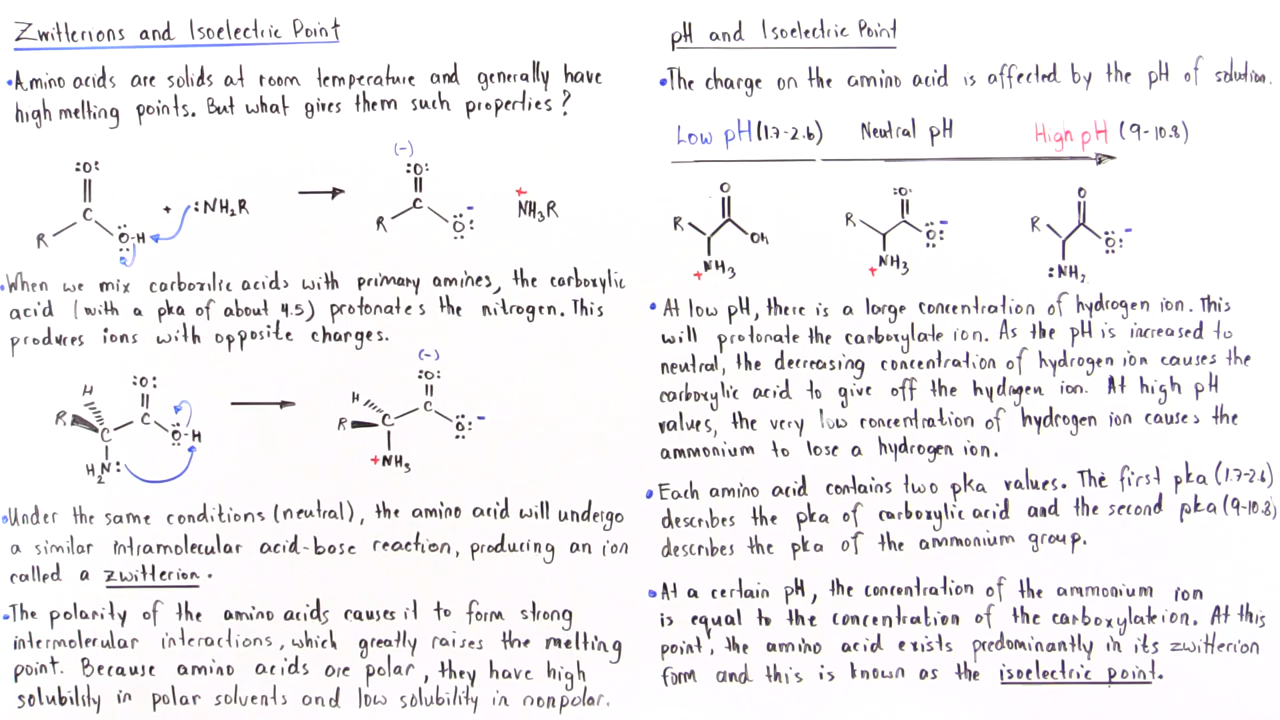 Zwitterions and Isoelectric Point
• Amino acids are solids at room temperature and generally have
high melting points. But what gives them such properties?
(-)
:O: :O: +
C + :NH₂R C NH₃R
R :O-H R :O: -
• When we mix carboxilic acids with primary amines, the carboxylic
acid (with a pka of about 4.5) protonates the nitrogen. This
produces ions with opposite charges.
(-)
H :O: :O:
R C C :O-H H R C C :O: -
H₂N: +NH₃
• Under the same conditions (neutral), the amino acid will undergo
a similar intramolecular acid-base reaction, producing an ion
called a zwitterion.
• The polarity of the amino acids causes it to form strong
intermolecular interactions, which greatly raises the melting
point. Because amino acids are polar, they have high
solubility in polar solvents and low solubility in nonpolar.
pH and Isoelectric Point
• The charge on the amino acid is affected by the pH of solution.
Low pH (1.7-2.6) Neutral pH High pH (9-10.8)
O :O: O
R Oh R :O: - R :O: -
+NH₃ +NH₃ :NH₂
• At low pH, there is a large concentration of hydrogen ion. This
will protonate the carboxylate ion. As the pH is increased to
neutral, the decreasing concentration of hydrogen ion causes the
carboxylic acid to give off the hydrogen ion. At high pH
values, the very low concentration of hydrogen ion causes the
ammonium to lose a hydrogen ion.
• Each amino acid contains two pka values. The first pka (1.7-2.6)
describes the pka of carboxylic acid and the second pka (9-10.8)
describes the pka of the ammonium group.
• At a certain pH, the concentration of the ammonium ion
is equal to the concentration of the carboxylate ion. At this
point, the amino acid exists predominantly in its zwitterion
form and this is known as the isoelectric point.